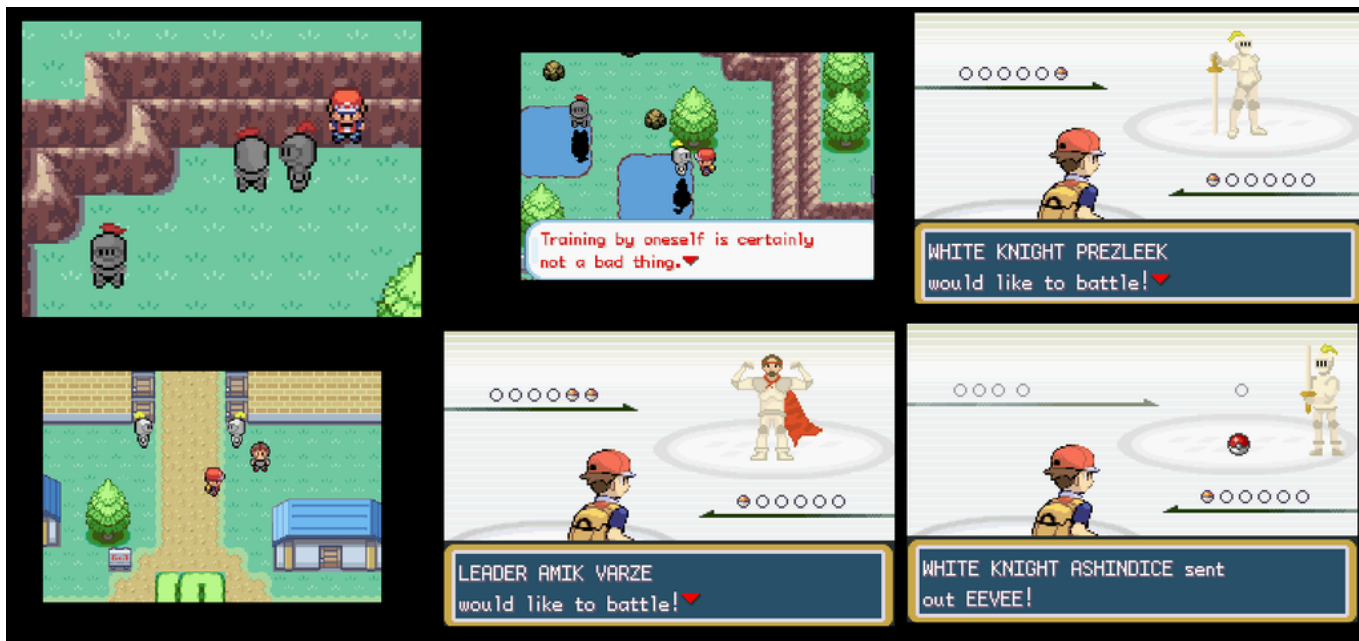 Training by oneself is certainly
not a bad thing.
WHITE KNIGHT PREZLEEK
would like to battle!
LEADER AMIK VARZE
would like to battle!
WHITE KNIGHT ASHINDICE sent
out EEVEE!